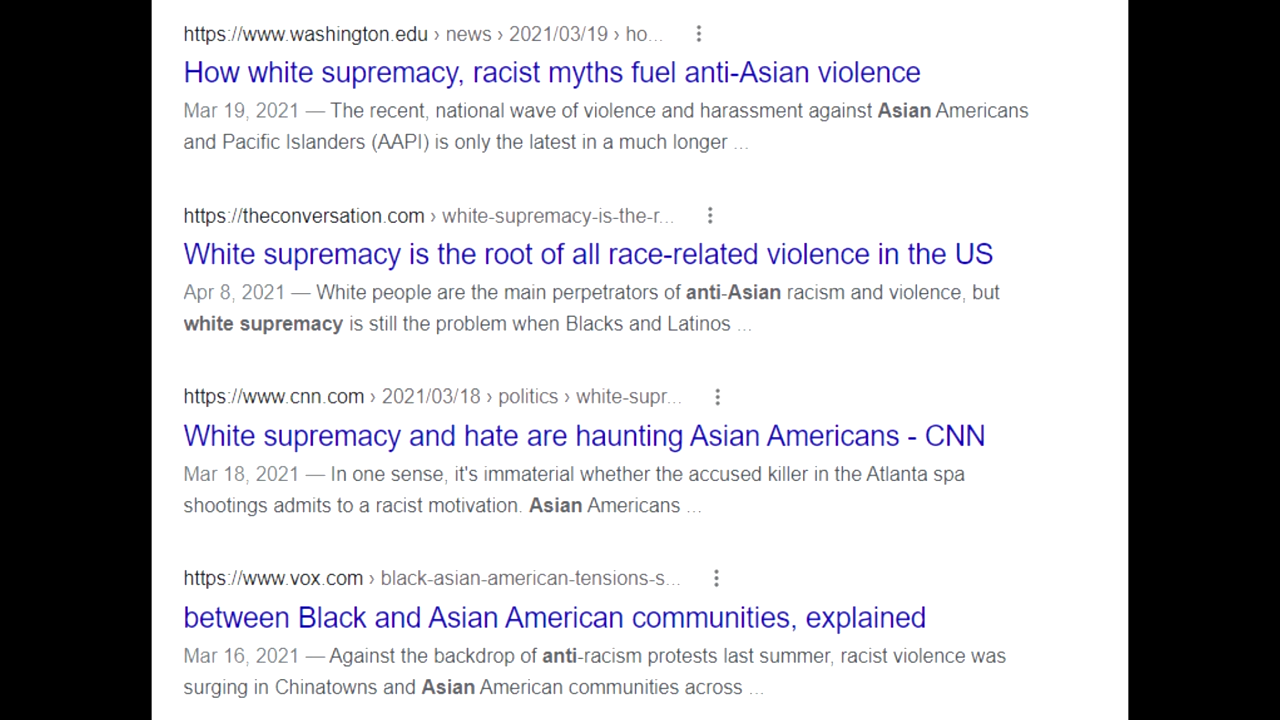 https://www.washington.edu › news › 2021/03/19 › ho...
How white supremacy, racist myths fuel anti-Asian violence
Mar 19, 2021 — The recent, national wave of violence and harassment against Asian Americans
and Pacific Islanders (AAPI) is only the latest in a much longer ...
https://theconversation.com › white-supremacy-is-the-r...
White supremacy is the root of all race-related violence in the US
Apr 8, 2021 — White people are the main perpetrators of anti-Asian racism and violence, but
white supremacy is still the problem when Blacks and Latinos ...
https://www.cnn.com › 2021/03/18 › politics › white-supr...
White supremacy and hate are haunting Asian Americans - CNN
Mar 18, 2021 — In one sense, it's immaterial whether the accused killer in the Atlanta spa
shootings admits to a racist motivation. Asian Americans ...
https://www.vox.com › black-asian-american-tensions-s...
between Black and Asian American communities, explained
Mar 16, 2021 — Against the backdrop of anti-racism protests last summer, racist violence was
surging in Chinatowns and Asian American communities across ...